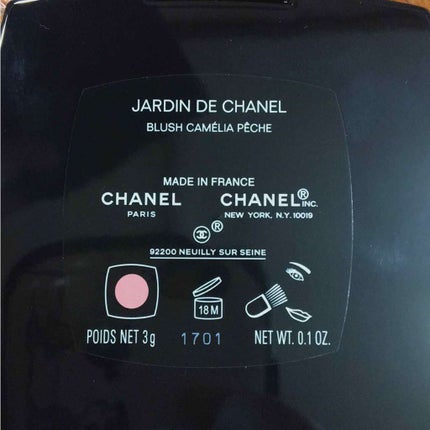 JARDIN DE CHANEL
BLUSH CAMÉLIA PÊCHE
MADE IN FRANCE
CHANEL CHANEL® INC.
PARIS NEW YORK, N.Y. 10019
®
92200 NEUILLY SUR SEINE
18M
POIDS NET 3g 1701 NET WT. 0.1 OZ.